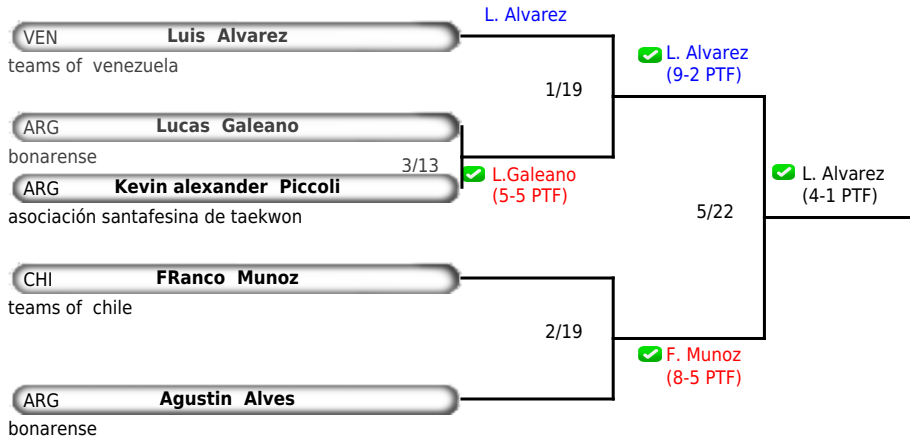 L. Alvarez
VEN Luis Alvarez
teams of venezuela
L. Alvarez
(9-2 PTF)
1/19
ARG Lucas Galeano
bonarense
3/13
L.Galeano
(5-5 PTF)
ARG Kevin alexander Piccoli
asociación santafesina de taekwon
L. Alvarez
(4-1 PTF)
5/22
CHI FRanco Munoz
teams of chile
2/19
F. Munoz
(8-5 PTF)
ARG Agustin Alves
bonarense